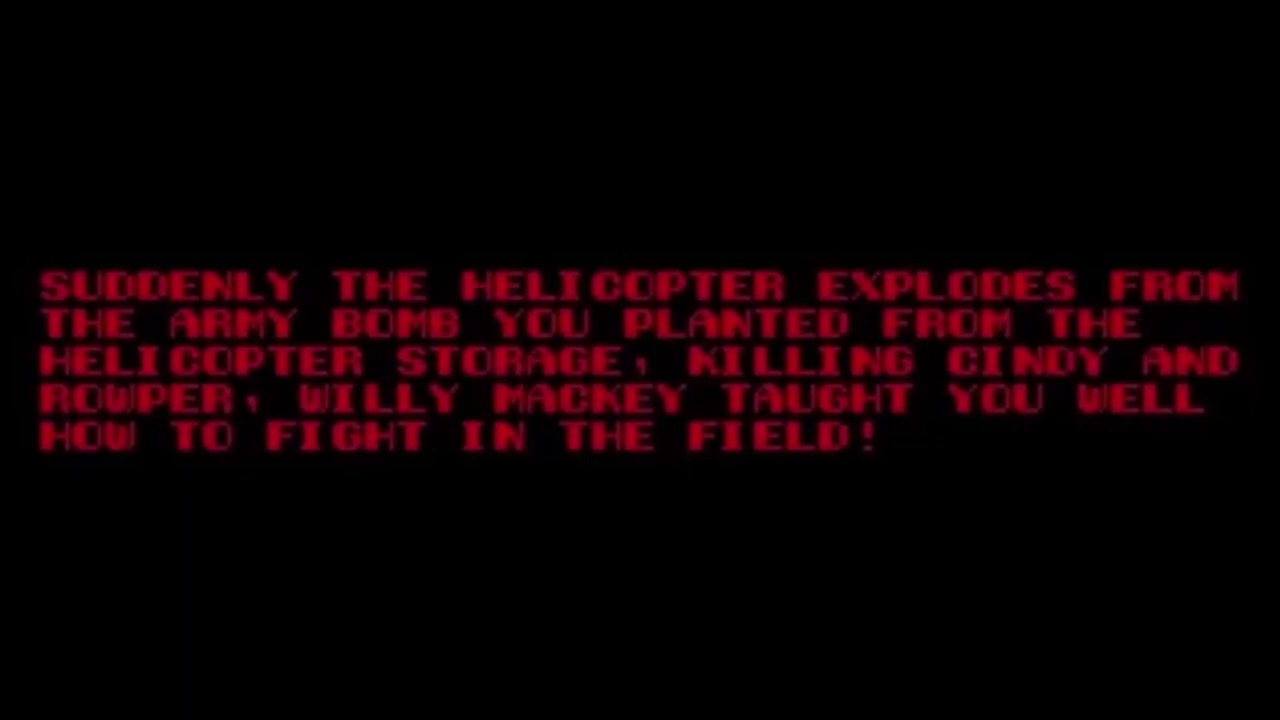 SUDDENLY THE HELICOPTER EXPLODES FROM
THE ARMY BOMB YOU PLANTED FROM THE
HELICOPTER STORAGE, KILLING CINDY AND
ROWPER, WILLY MACKEY TAUGHT YOU WELL
HOW TO FIGHT IN THE FIELD!